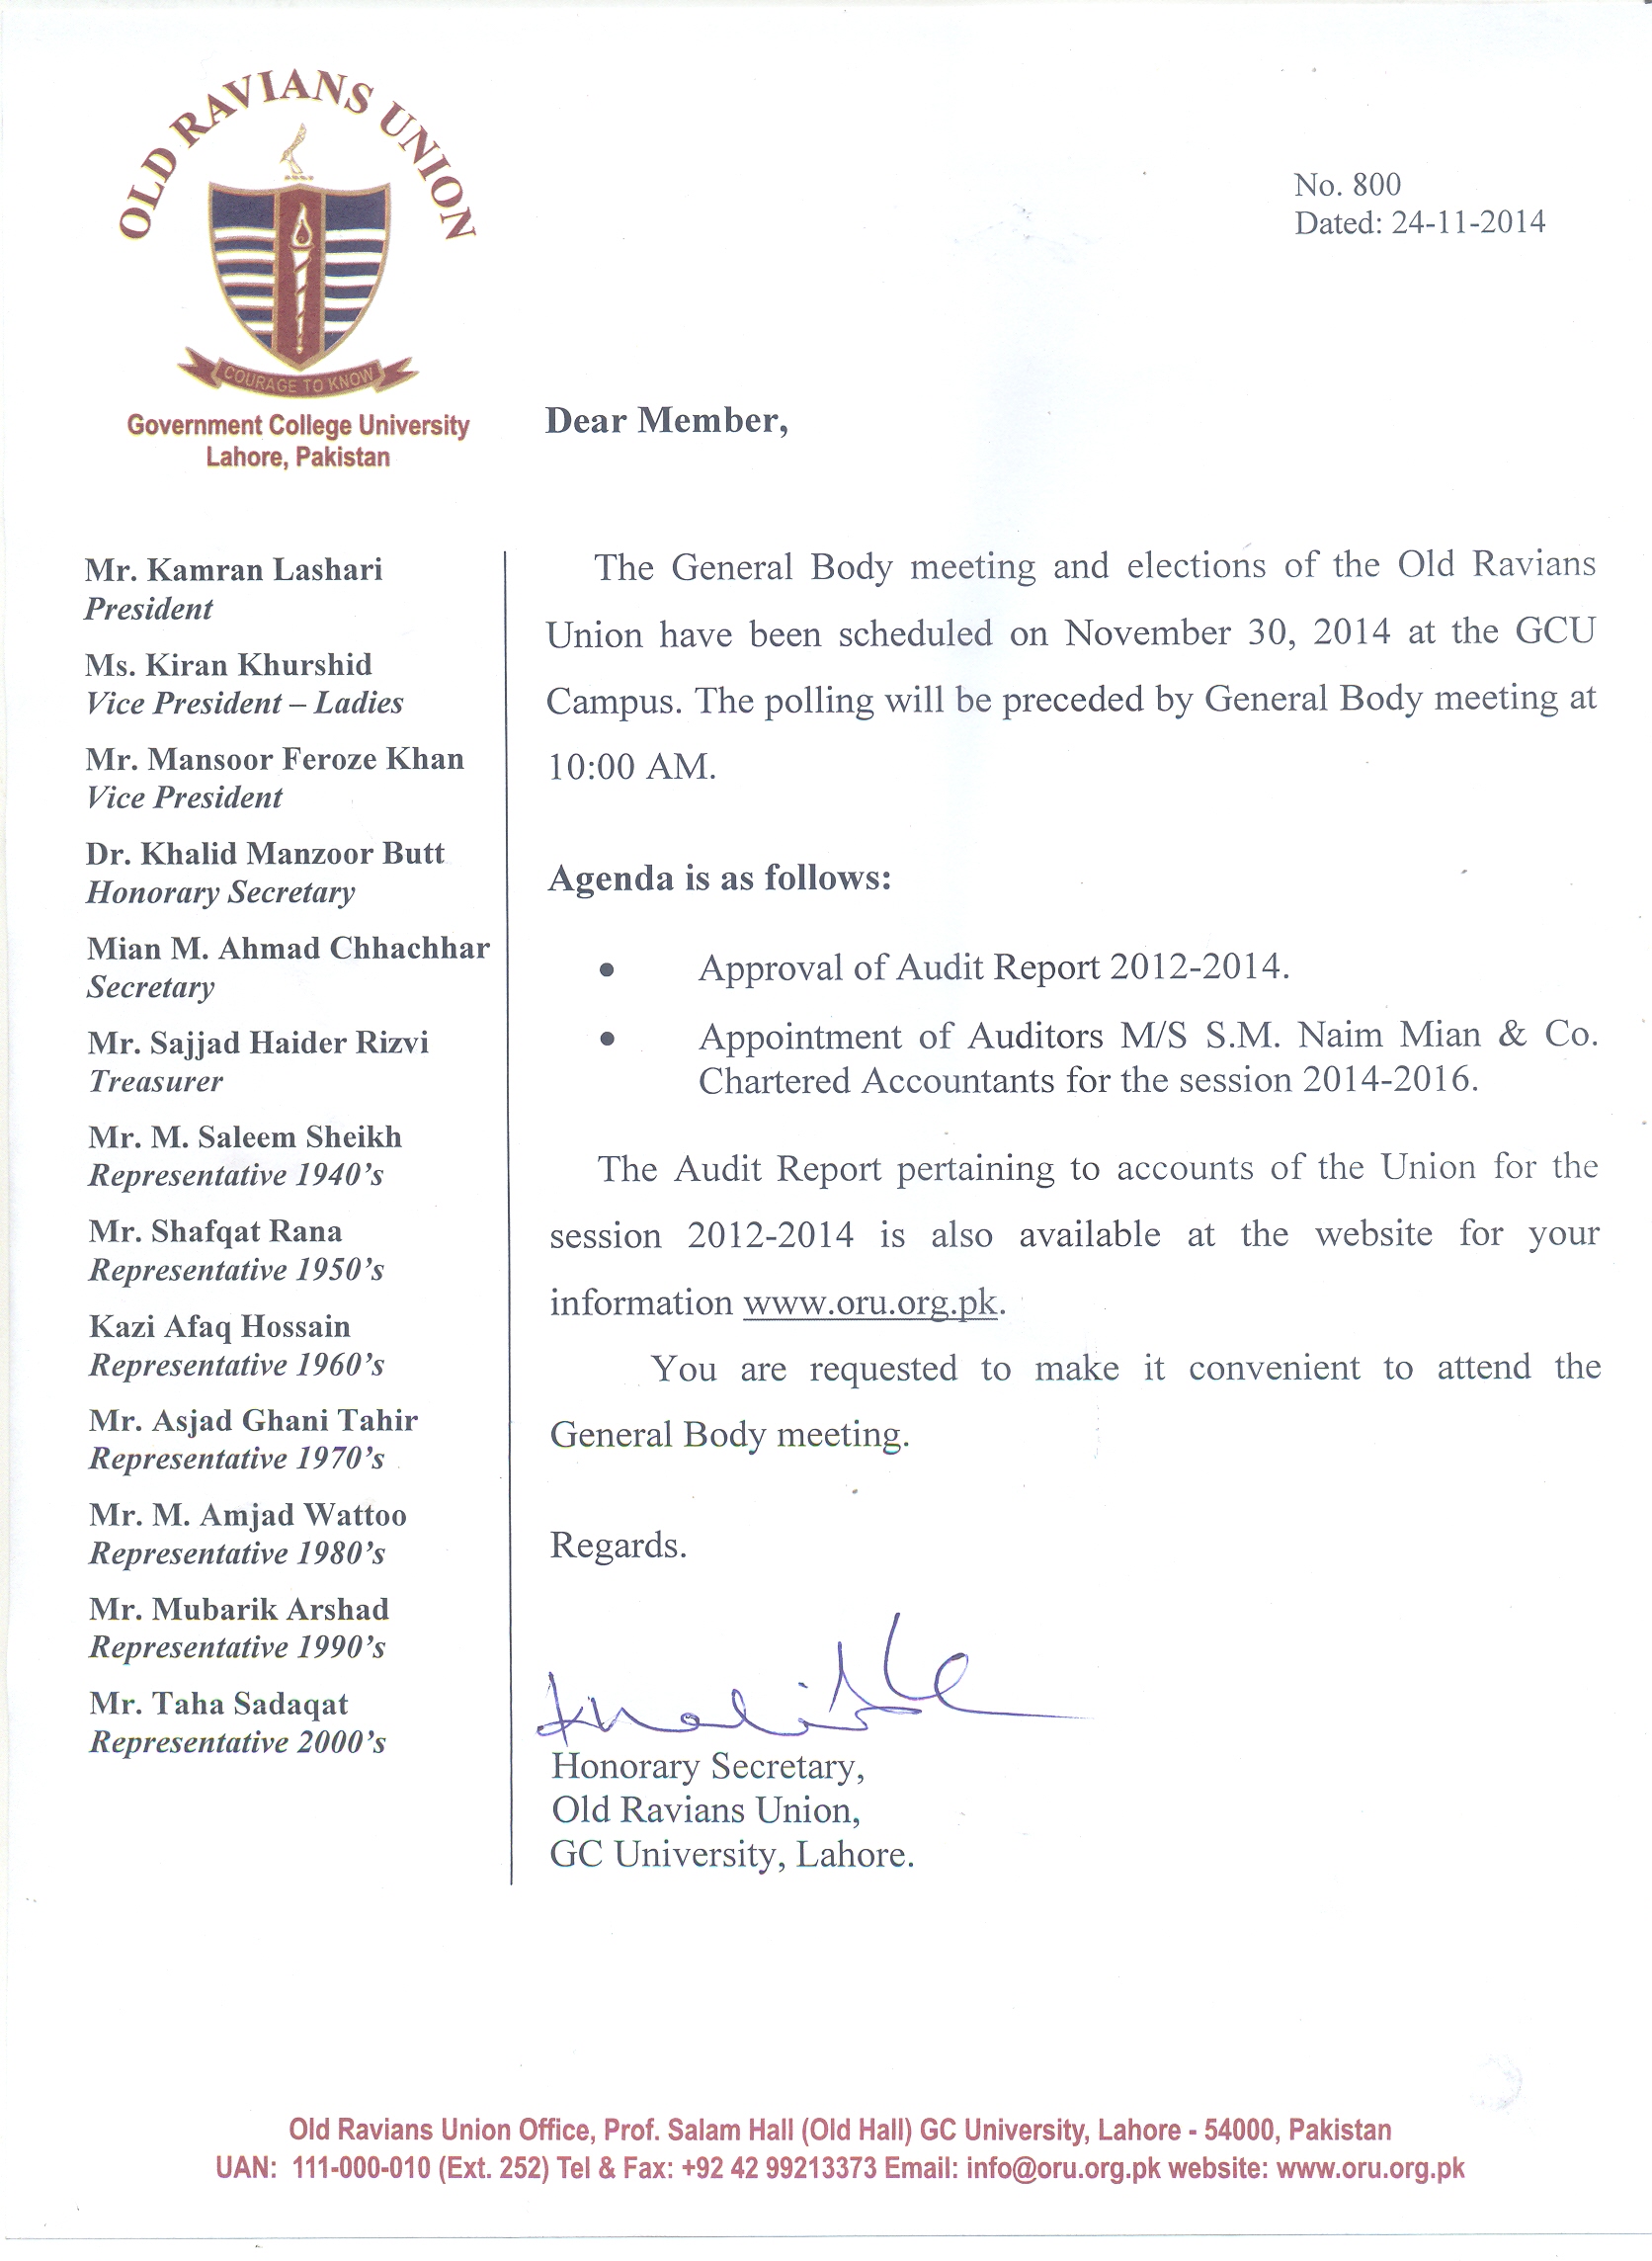 OLD RAVIANS UNION
COURAGE TO KNOW
Government College University
Lahore, Pakistan
No. 800
Dated: 24-11-2014
Mr. Kamran Lashari
President
Ms. Kiran Khurshid
Vice President – Ladies
Mr. Mansoor Feroze Khan
Vice President
Dr. Khalid Manzoor Butt
Honorary Secretary
Mian M. Ahmad Chhachhar
Secretary
Mr. Sajjad Haider Rizvi
Treasurer
Mr. M. Saleem Sheikh
Representative 1940's
Mr. Shafqat Rana
Representative 1950's
Kazi Afaq Hossain
Representative 1960's
Mr. Asjad Ghani Tahir
Representative 1970's
Mr. M. Amjad Wattoo
Representative 1980's
Mr. Mubarik Arshad
Representative 1990's
Mr. Taha Sadaqat
Representative 2000's
Dear Member,
The General Body meeting and elections of the Old Ravians
Union have been scheduled on November 30, 2014 at the GCU
Campus. The polling will be preceded by General Body meeting at
10:00 AM.
Agenda is as follows:
• Approval of Audit Report 2012-2014.
• Appointment of Auditors M/S S.M. Naim Mian & Co.
Chartered Accountants for the session 2014-2016.
The Audit Report pertaining to accounts of the Union for the
session 2012-2014 is also available at the website for your
information www.oru.org.pk.
You are requested to make it convenient to attend the
General Body meeting.
Regards.
Honorary Secretary,
Old Ravians Union,
GC University, Lahore.
Old Ravians Union Office, Prof. Salam Hall (Old Hall) GC University, Lahore - 54000, Pakistan
UAN: 111-000-010 (Ext. 252) Tel & Fax: +92 42 99213373 Email: info@oru.org.pk website: www.oru.org.pk